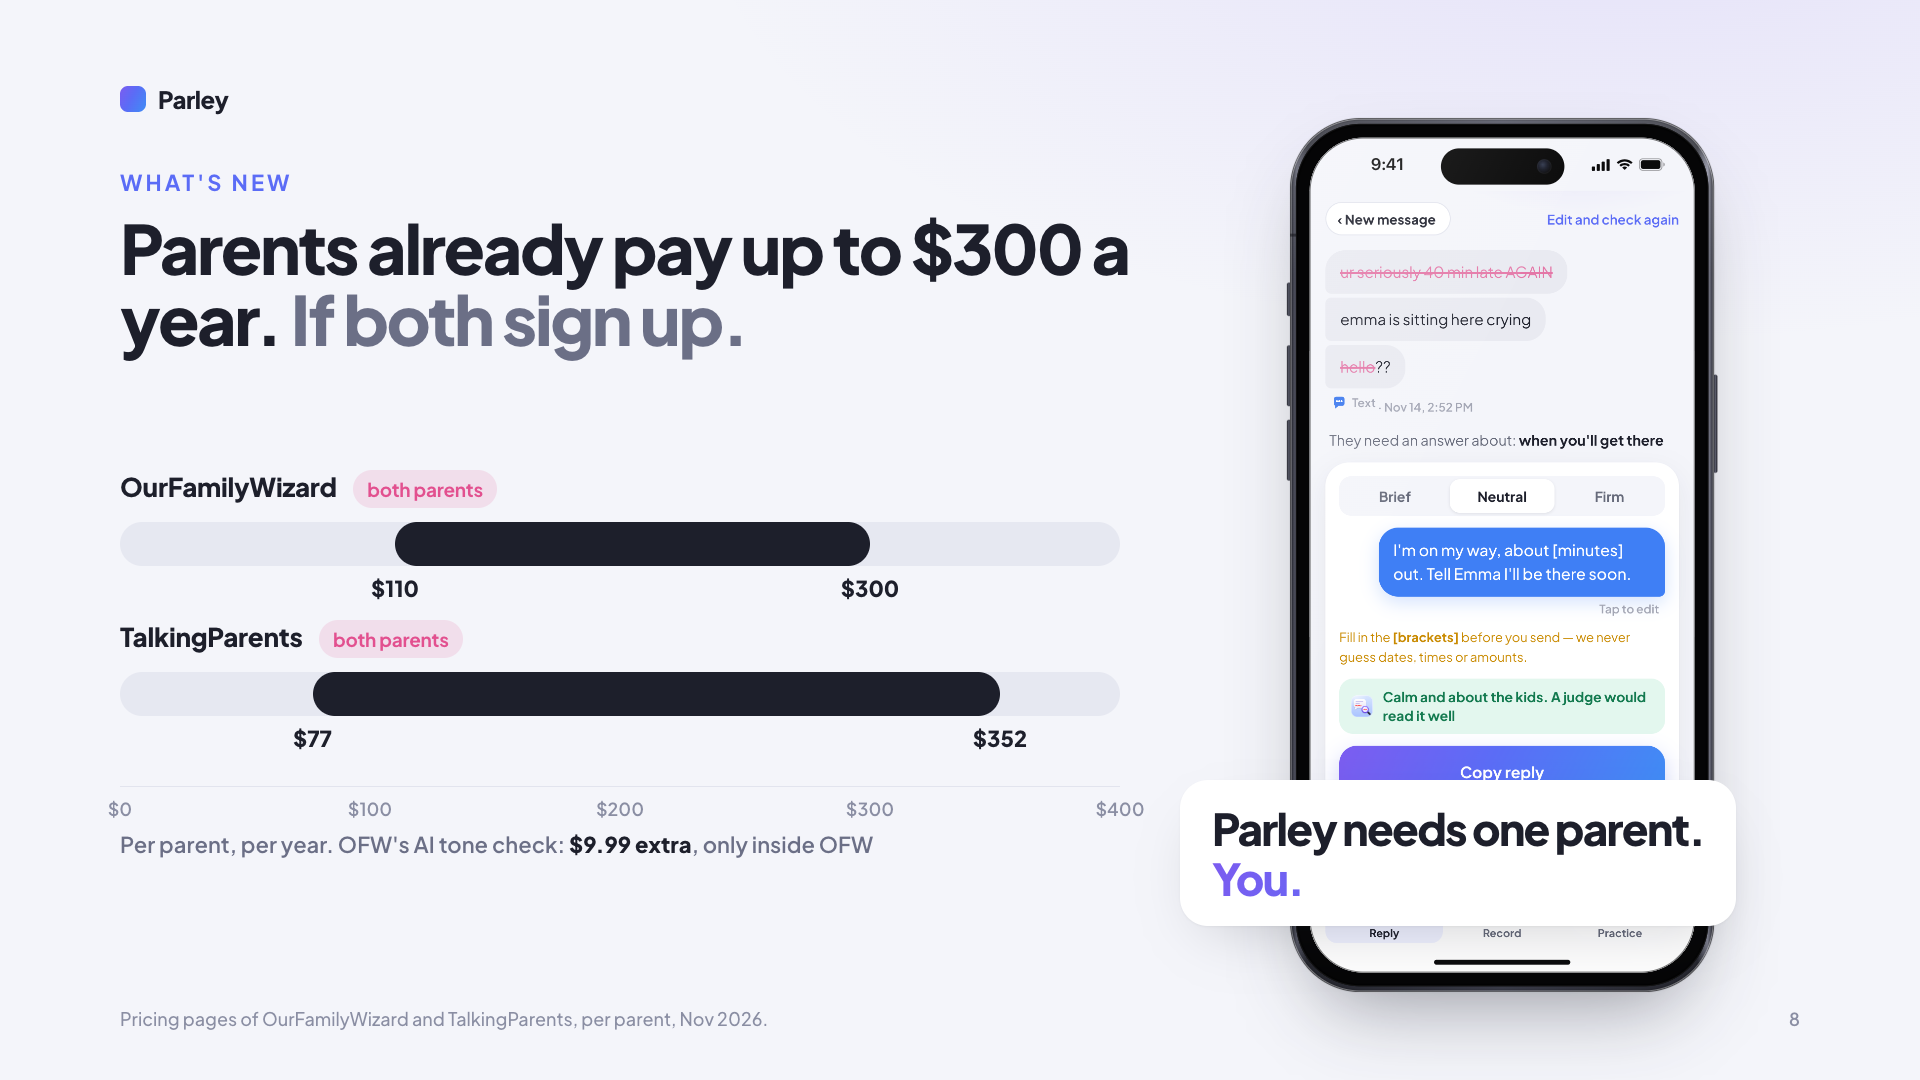 Parley
WHAT'S NEW
Parents already pay up to $300 a
year. If both sign up.
OurFamilyWizard both parents
$110 $300
TalkingParents both parents
$77 $352
$0 $100 $200 $300 $400
Per parent, per year. OFW's AI tone check: $9.99 extra, only inside OFW
Pricing pages of OurFamilyWizard and TalkingParents, per parent, Nov 2026.
9:41
‹ New message Edit and check again
ur seriously 40 min late AGAIN
emma is sitting here crying
hello??
Text · Nov 14, 2:52 PM
They need an answer about: when you'll get there
Brief Neutral Firm
I'm on my way, about [minutes]
out. Tell Emma I'll be there soon.
Tap to edit
Fill in the [brackets] before you send — we never
guess dates, times or amounts.
Calm and about the kids. A judge would
read it well
Copy reply
Parley needs one parent.
You.
Reply Record Practice
8